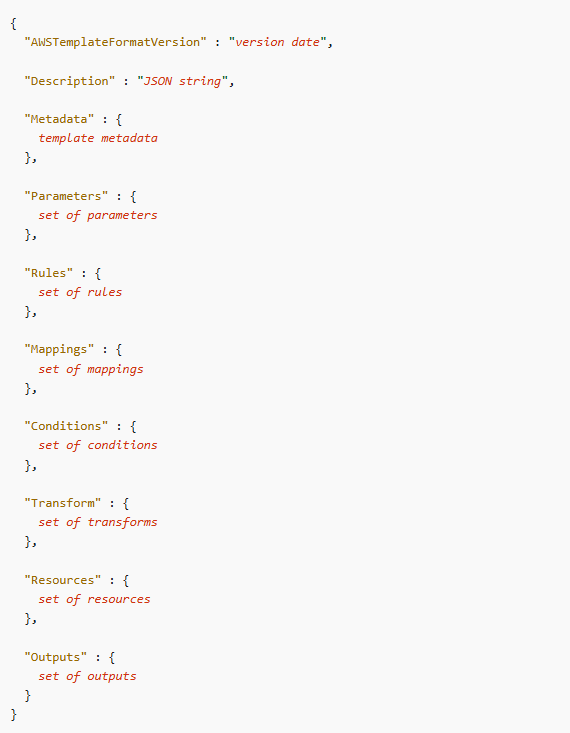 {
  "AWSTemplateFormatVersion" : "version date",
  "Description" : "JSON string",
  "Metadata" : {
    template metadata
  },
  "Parameters" : {
    set of parameters
  },
  "Rules" : {
    set of rules
  },
  "Mappings" : {
    set of mappings
  },
  "Conditions" : {
    set of conditions
  },
  "Transform" : {
    set of transforms
  },
  "Resources" : {
    set of resources
  },
  "Outputs" : {
    set of outputs
  }
}